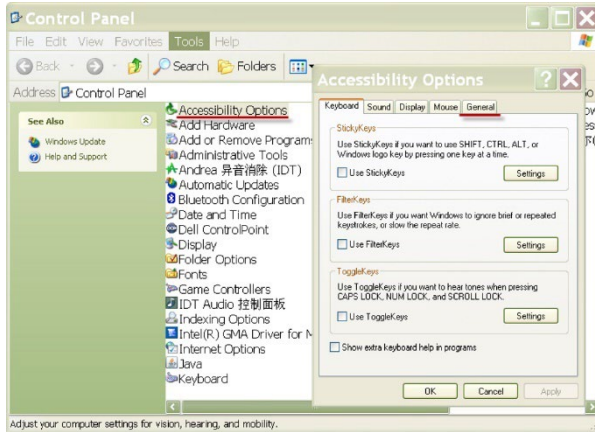 Control Panel
File Edit View Favorites Tools Help
Back Search Folders
Address Control Panel
See Also
Windows Update
Help and Support
Accessibility Options
Add Hardware
Add or Remove Programs
Administrative Tools
Andrea 异音消除 (IDT)
Automatic Updates
Bluetooth Configuration
Date and Time
Dell ControlPoint
Display
Folder Options
Fonts
Game Controllers
IDT Audio 控制面板
Indexing Options
Intel(R) GMA Driver for M
Internet Options
Java
Keyboard
Accessibility Options
Keyboard Sound Display Mouse General
StickyKeys
Use StickyKeys if you want to use SHIFT, CTRL, ALT, or
Windows logo key by pressing one key at a time.
Use StickyKeys Settings
FilterKeys
Use FilterKeys if you want Windows to ignore brief or repeated
keystrokes, or slow the repeat rate.
Use FilterKeys Settings
ToggleKeys
Use ToggleKeys if you want to hear tones when pressing
CAPS LOCK, NUM LOCK, and SCROLL LOCK.
Use ToggleKeys Settings
Show extra keyboard help in programs
OK Cancel Apply
Adjust your computer settings for vision, hearing, and mobility.